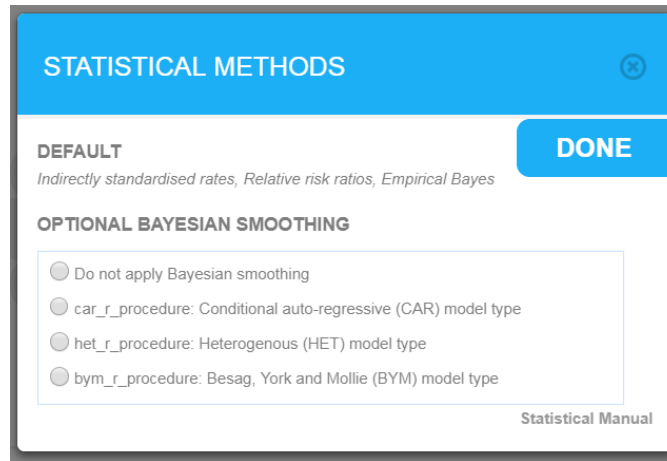 STATISTICAL METHODS
DONE
DEFAULT
Indirectly standardised rates, Relative risk ratios, Empirical Bayes
OPTIONAL BAYESIAN SMOOTHING
Do not apply Bayesian smoothing
car_r_procedure: Conditional auto-regressive (CAR) model type
het_r_procedure: Heterogenous (HET) model type
bym_r_procedure: Besag, York and Mollie (BYM) model type
Statistical Manual